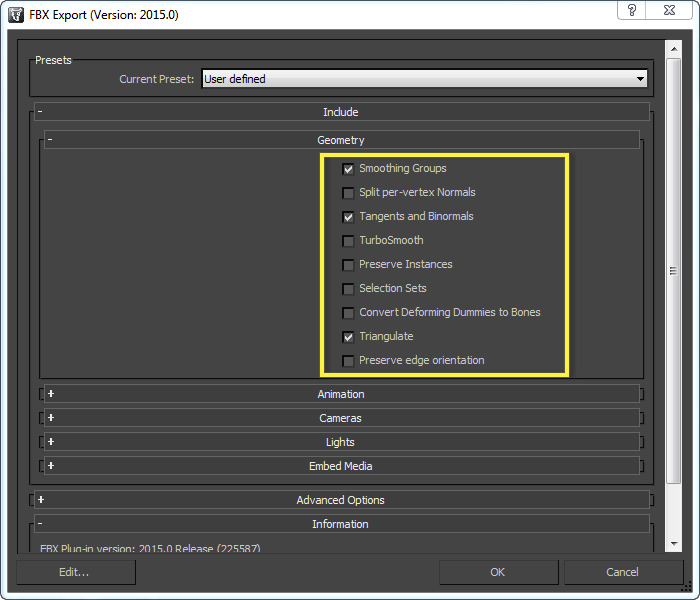 FBX Export (Version: 2015.0)
Presets
Current Preset: User defined
Include
Geometry
Smoothing Groups
Split per-vertex Normals
Tangents and Binormals
TurboSmooth
Preserve Instances
Selection Sets
Convert Deforming Dummies to Bones
Triangulate
Preserve edge orientation
Animation
Cameras
Lights
Embed Media
Advanced Options
Information
FBX Plug-in version: 2015.0 Release (225587)
Edit...
OK
Cancel